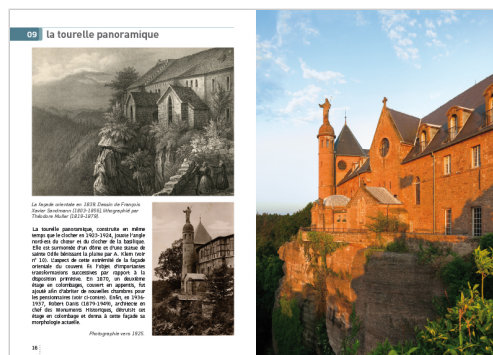 09 la tourelle panoramique
La façade orientale en 1838. Dessin de François
Xavier Sandmann (1803-1856), lithographié par
Théodore Muller (1819-1879).
La tourelle panoramique, construite en même
temps que le clocher en 1923-1924, jouxte l'angle
nord-est du chœur et du clocher de la basilique.
Elle est surmontée d'un dôme et d'une statue de
sainte Odile bénissant la plaine par A. Klem (voir
n° 10). L'aspect de cette extrémité de la façade
orientale du couvent fit l'objet d'importantes
transformations successives par rapport à la
disposition primitive. En 1870, un deuxième
étage en colombages, couvert en appentis, fut
ajouté afin d'abriter de nouvelles chambres pour
les pensionnaires (voir ci-contre). Enfin, en 1936-
1937, Robert Danis (1879-1949), architecte en
chef des Monuments Historiques, détruisit cet
étage en colombage et donna à cette façade sa
morphologie actuelle.
Photographie vers 1925.